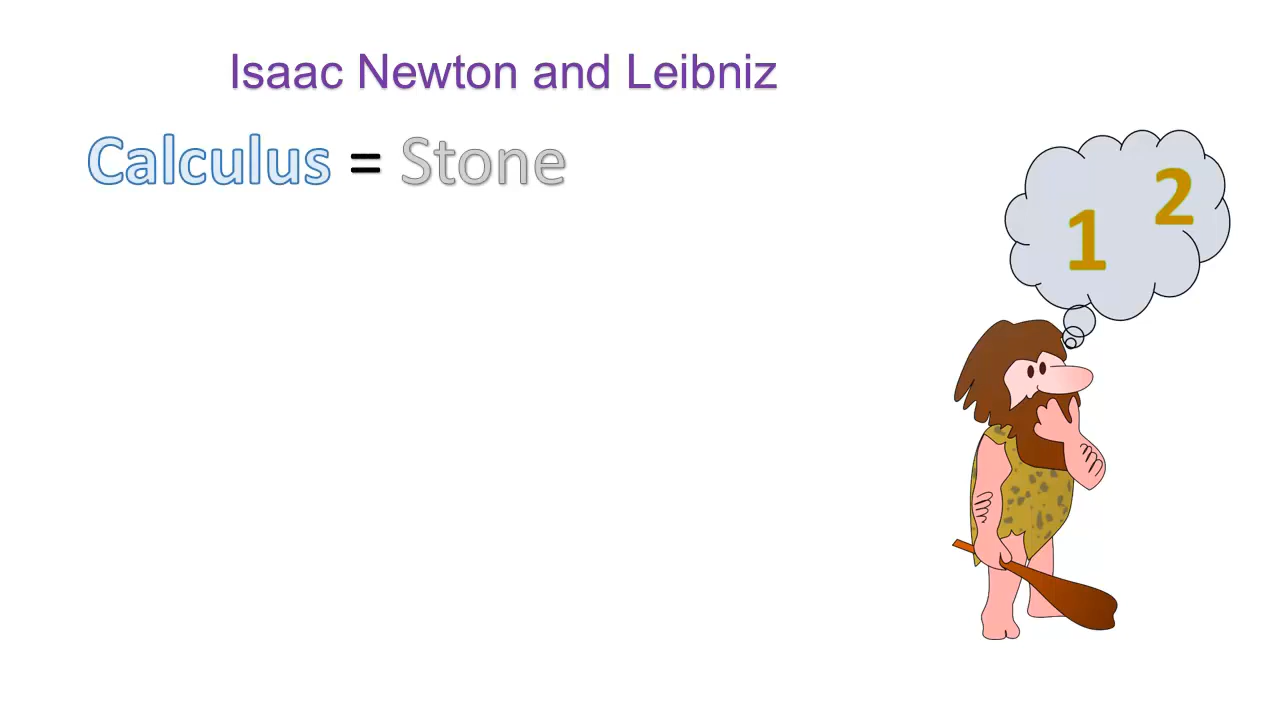 Isaac Newton and Leibniz
Calculus = Stone
2
1